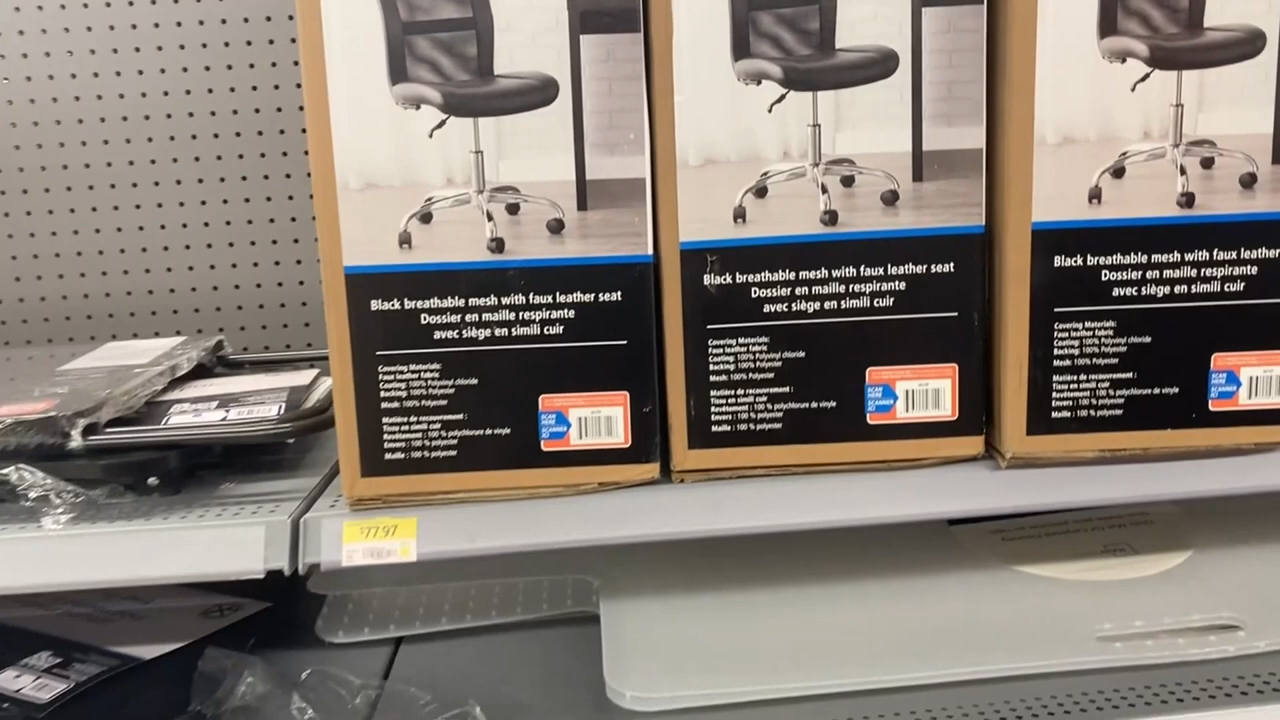 Black breathable mesh with faux leather seat
Dossier en maille respirante
avec siège en simili cuir
Covering Materials:
Faux leather fabric
Coating: 100% Polyvinyl chloride
Backing: 100% Polyester
Mesh: 100% Polyester
Matière de recouvrement :
Tissu en simili cuir
Revêtement : 100 % polychlorure de vinyle
Envers : 100 % polyester
Maille : 100 % polyester
SCAN
HERE
SCANNER
ICI
Black breathable mesh with faux leather seat
Dossier en maille respirante
avec siège en simili cuir
Covering Materials:
Faux leather fabric
Coating: 100% Polyvinyl chloride
Backing: 100% Polyester
Mesh: 100% Polyester
Matière de recouvrement :
Tissu en simili cuir
Revêtement : 100 % polychlorure de vinyle
Envers : 100 % polyester
Maille : 100 % polyester
SCAN
HERE
SCANNER
ICI
Black breathable mesh with faux leather
Dossier en maille respirante
avec siège en simili cuir
Covering Materials:
Faux leather fabric
Coating: 100% Polyvinyl chloride
Backing: 100% Polyester
Mesh: 100% Polyester
Matière de recouvrement :
Tissu en simili cuir
Revêtement : 100 % polychlorure de vinyle
Envers : 100 % polyester
Maille : 100 % polyester
SCAN
HERE
SCANNER
ICI
$77.97